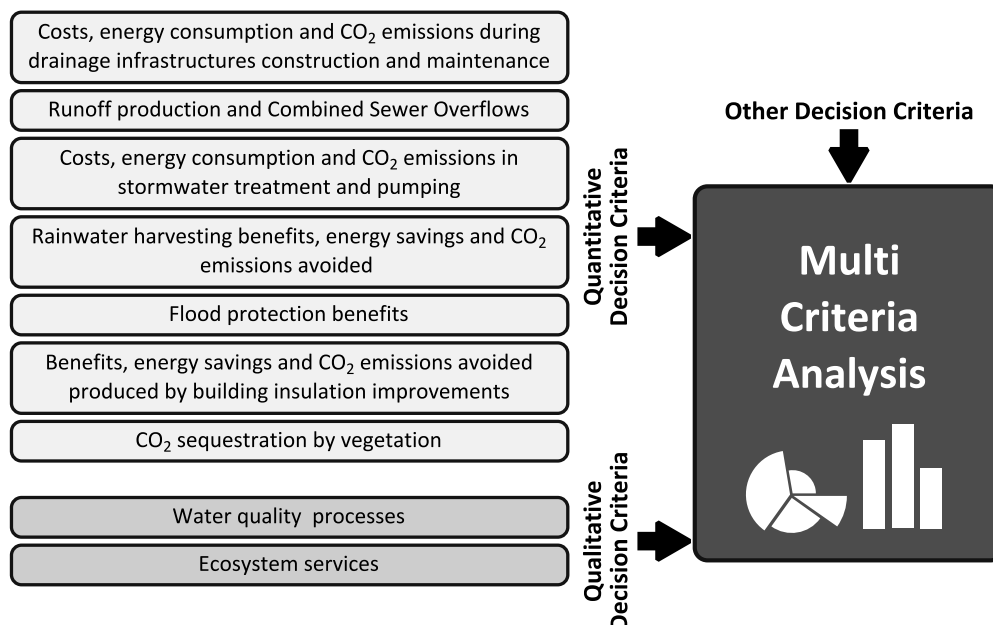 Costs, energy consumption and CO₂ emissions during
drainage infrastructures construction and maintenance
Runoff production and Combined Sewer Overflows
Costs, energy consumption and CO₂ emissions in
stormwater treatment and pumping
Rainwater harvesting benefits, energy savings and CO₂
emissions avoided
Flood protection benefits
Benefits, energy savings and CO₂ emissions avoided
produced by building insulation improvements
CO₂ sequestration by vegetation
Water quality processes
Ecosystem services
Quantitative
Decision Criteria
Qualitative
Decision Criteria
Other Decision Criteria
Multi
Criteria
Analysis